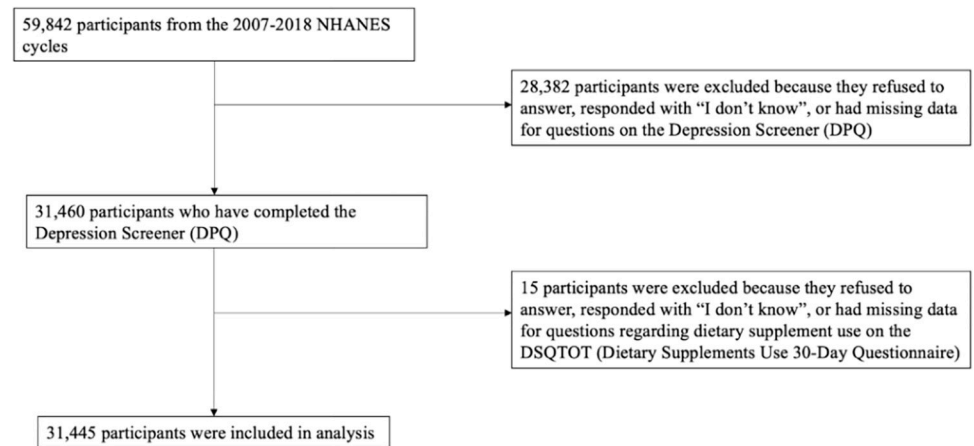 59,842 participants from the 2007-2018 NHANES
cycles
28,382 participants were excluded because they refused to
answer, responded with “I don’t know”, or had missing data
for questions on the Depression Screener (DPQ)
31,460 participants who have completed the
Depression Screener (DPQ)
15 participants were excluded because they refused to
answer, responded with “I don’t know”, or had missing data
for questions regarding dietary supplement use on the
DSQTOT (Dietary Supplements Use 30-Day Questionnaire)
31,445 participants were included in analysis